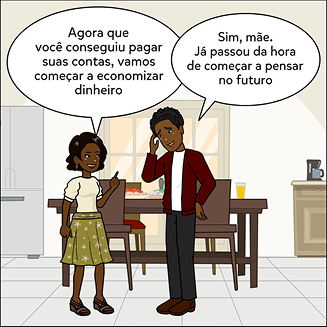 Agora que
você conseguiu pagar
suas contas, vamos
começar a economizar
dinheiro
Sim, mãe.
Já passou da hora
de começar a pensar
no futuro